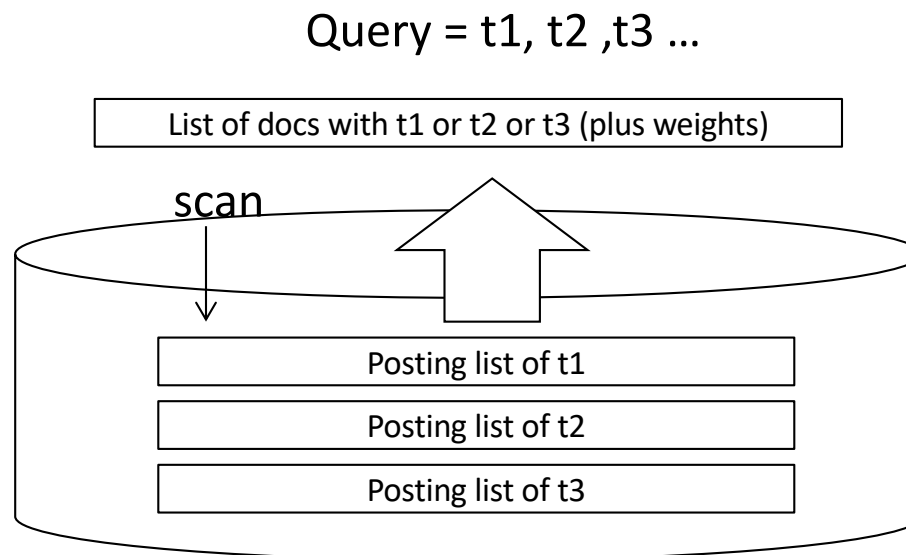 Query = t1, t2 ,t3 …
List of docs with t1 or t2 or t3 (plus weights)
scan
Posting list of t1
Posting list of t2
Posting list of t3